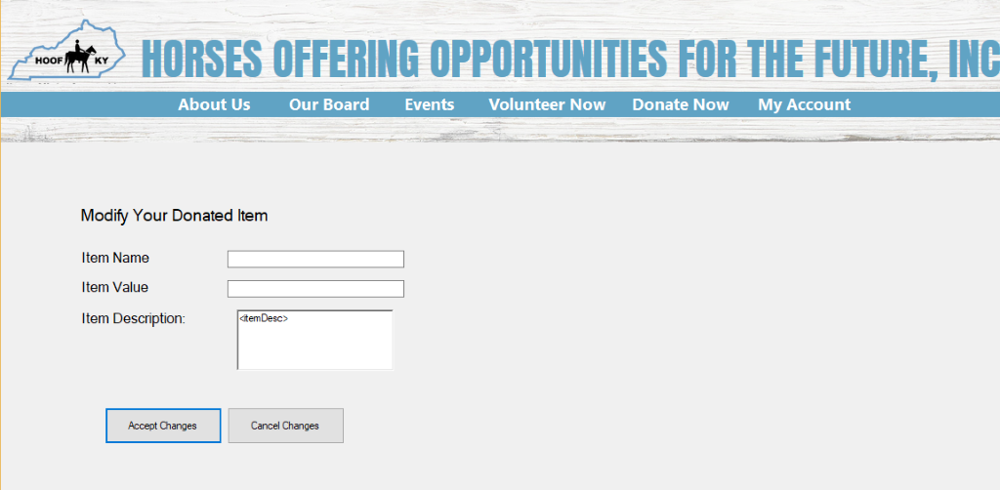 HOOF KY
HORSES OFFERING OPPORTUNITIES FOR THE FUTURE, INC
About Us Our Board Events Volunteer Now Donate Now My Account
Modify Your Donated Item
Item Name
Item Value
Item Description:
<itemDesc>
Accept Changes Cancel Changes